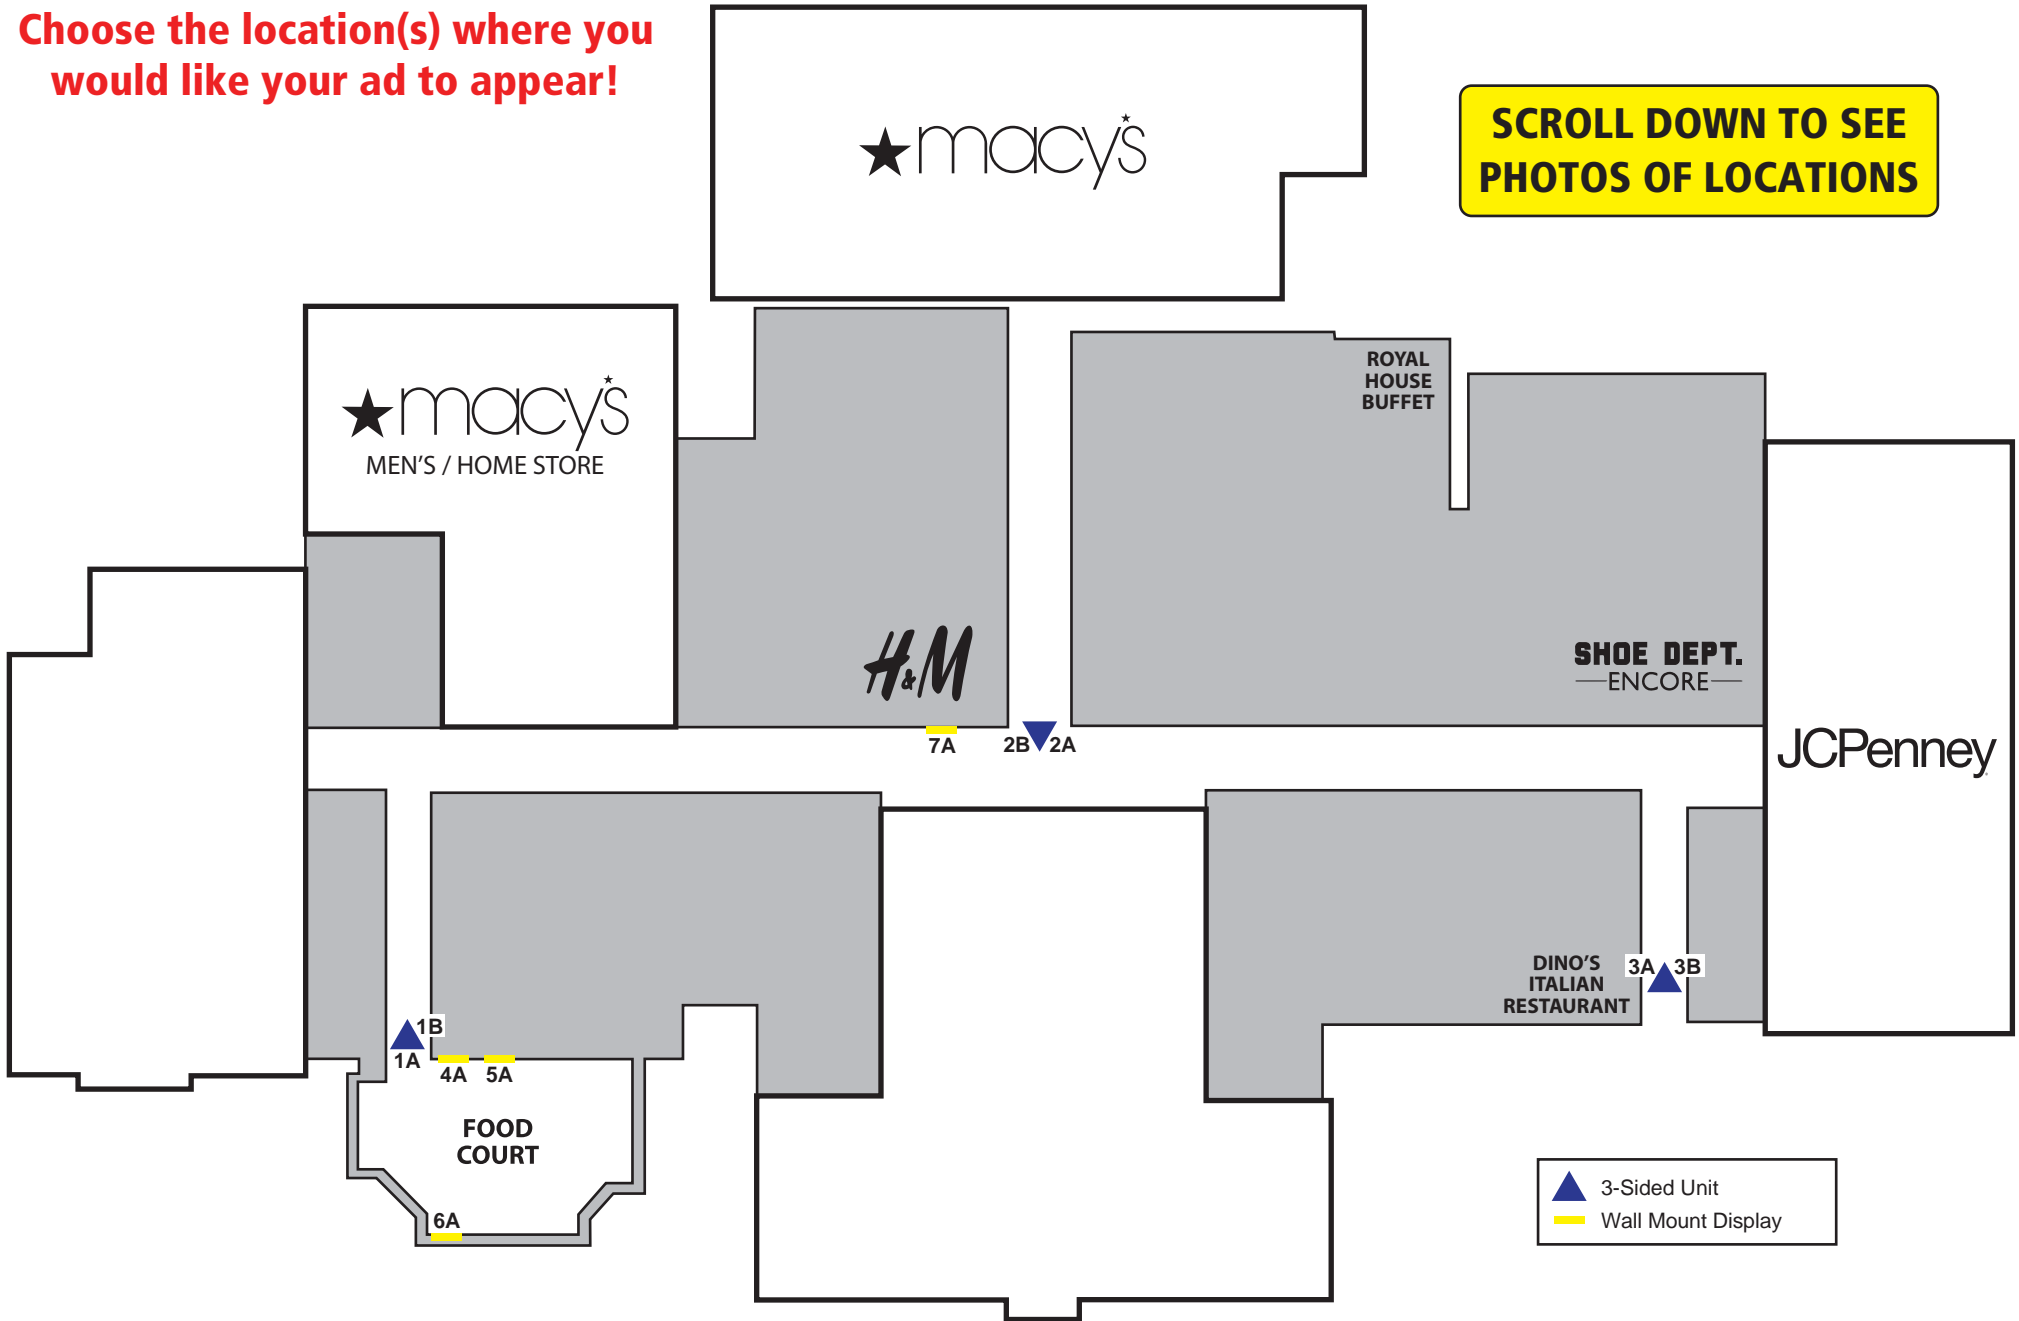 Choose the location(s) where you
would like your ad to appear!
macy's
SCROLL DOWN TO SEE
PHOTOS OF LOCATIONS
macy's
MEN'S / HOME STORE
ROYAL
HOUSE
BUFFET
H&M
SHOE DEPT.
ENCORE
7A
2B 2A
JCPenney
DINO'S
ITALIAN
RESTAURANT
3A 3B
1B
1A
4A 5A
FOOD
COURT
6A
3-Sided Unit
Wall Mount Display